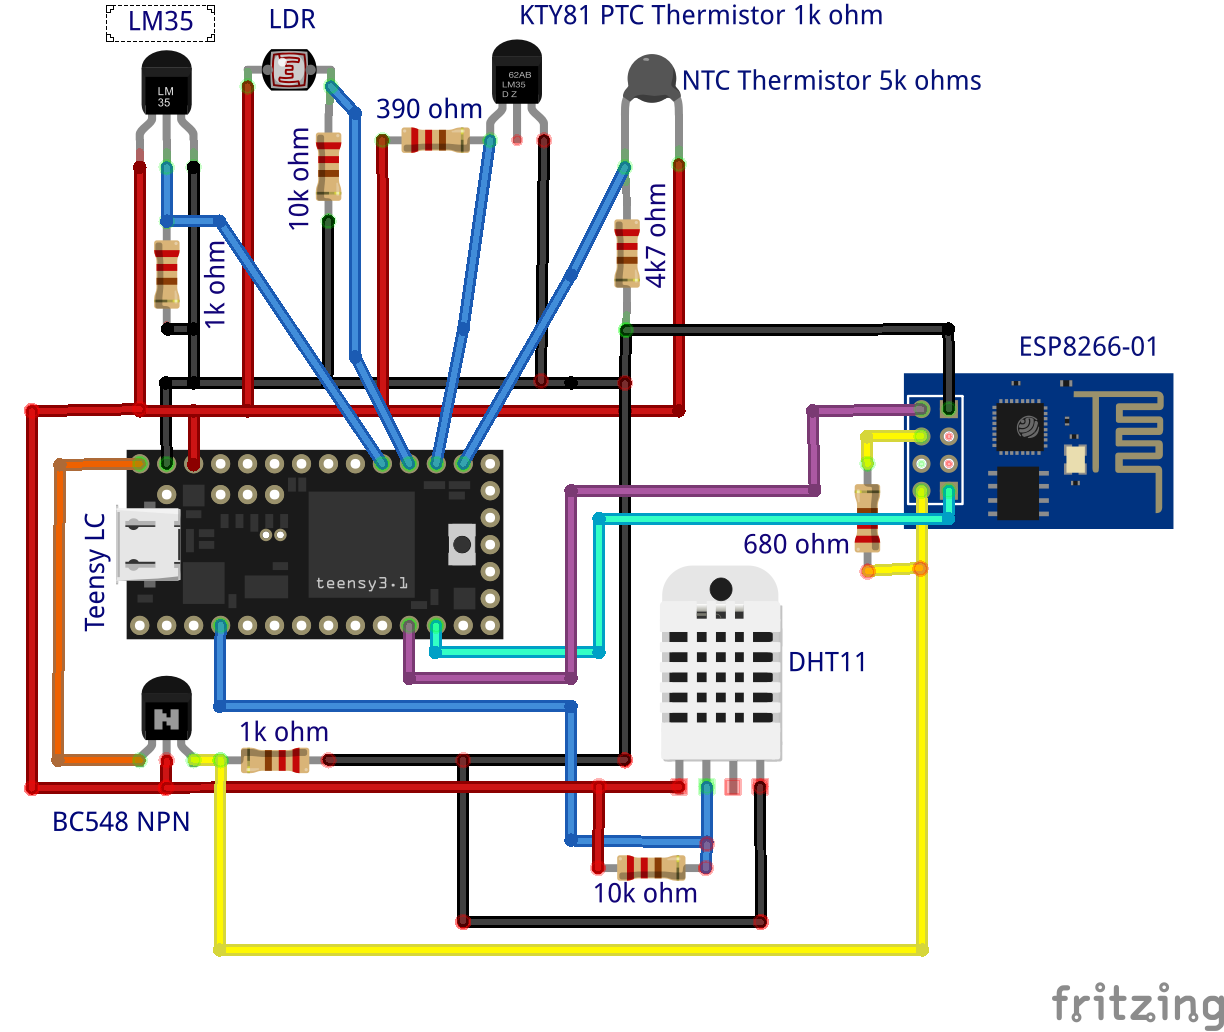 LM35
LDR
KTY81 PTC Thermistor 1k ohm
NTC Thermistor 5k ohms
LM
35
62AB
LM35
D Z
390 ohm
10k ohm
4k7 ohm
1k ohm
ESP8266-01
Teensy LC
teensy3.1
680 ohm
DHT11
N
1k ohm
BC548 NPN
10k ohm
fritzing